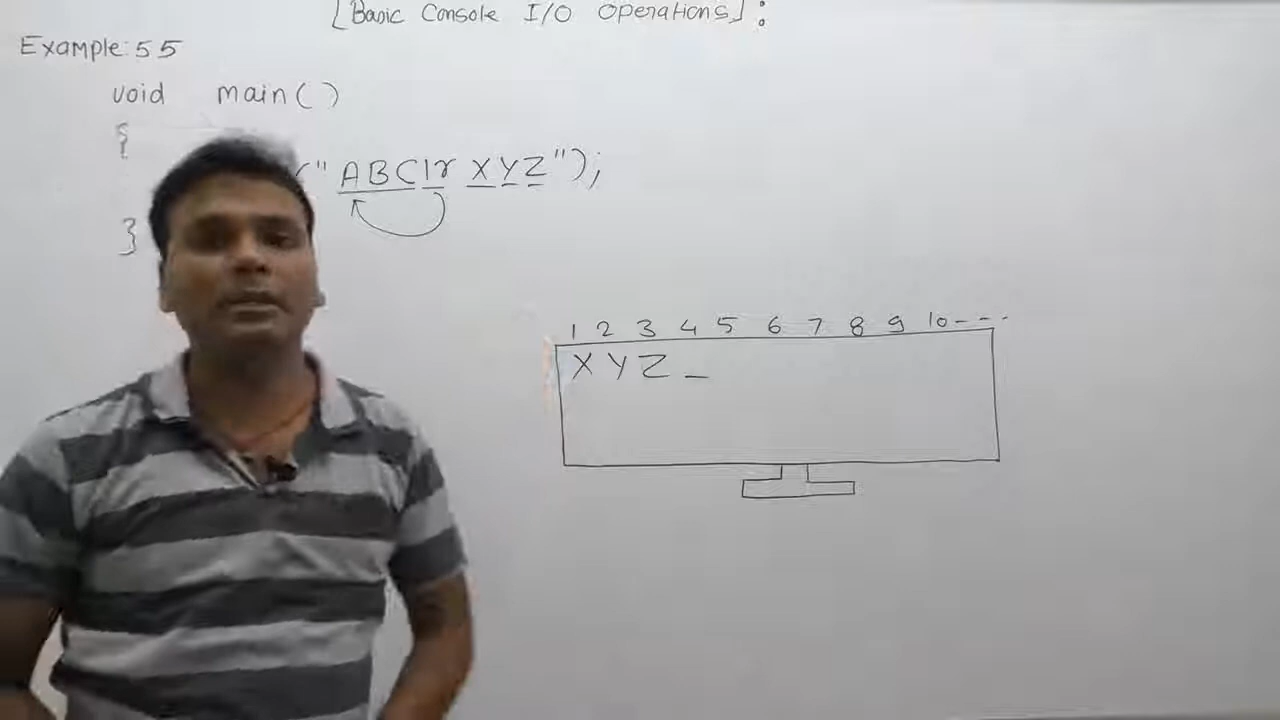 [Basic Console I/O Operations]:
Example: 55
void main()
{
("ABC\r XYZ");
}
1 2 3 4 5 6 7 8 9 10---
XYZ_